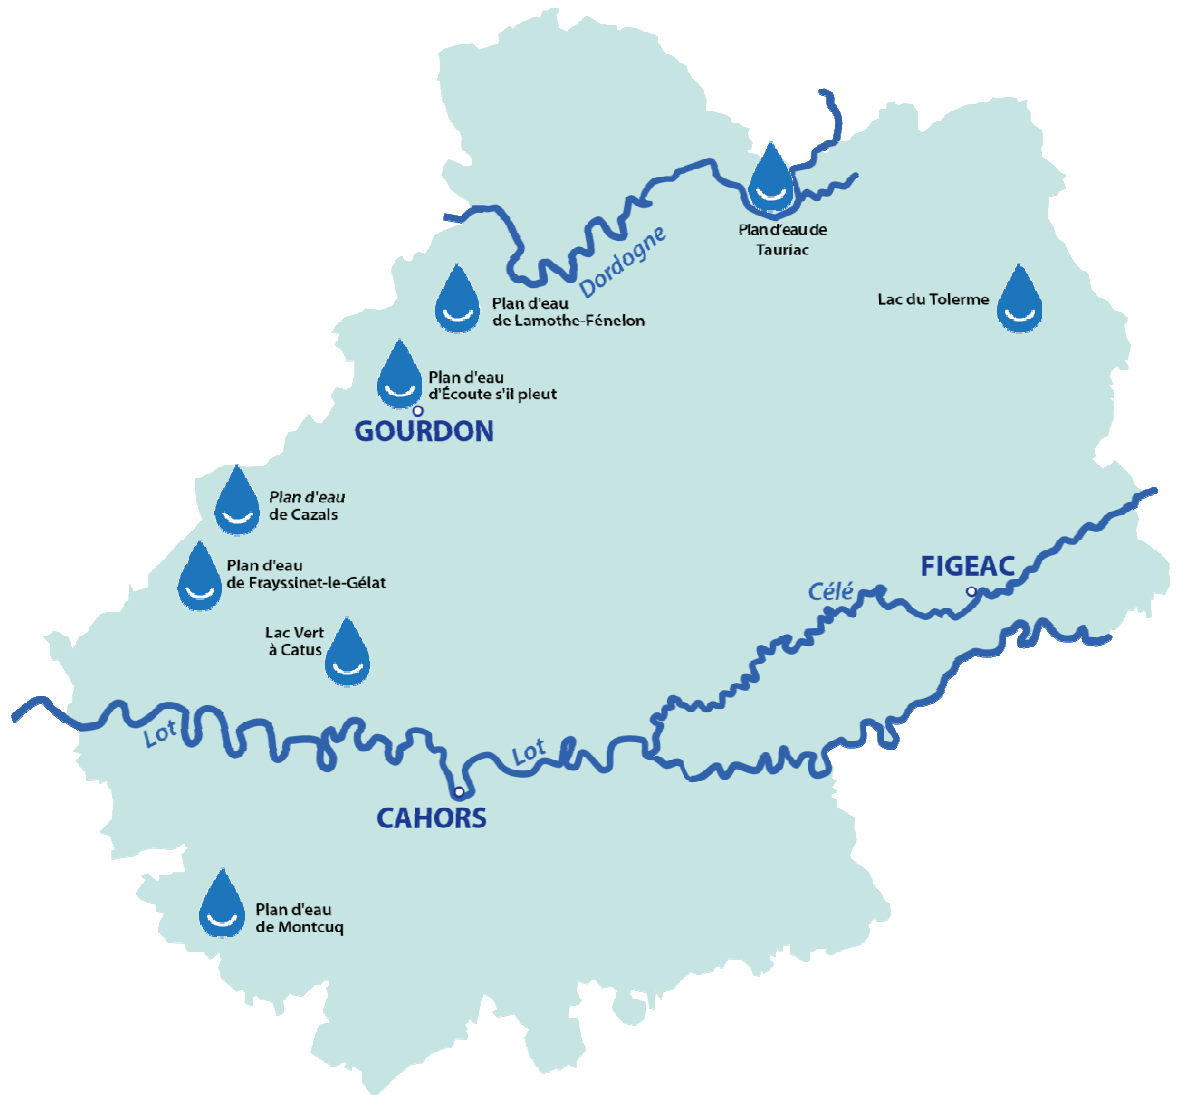 Plan d'eau de
Tauriac
Dordogne
Lac du Tolerme
Plan d'eau
de Lamothe-Fénelon
Plan d'eau
d'Écoute s'il pleut
GOURDON
Plan d'eau
de Cazals
Plan d'eau
de Frayssinet-le-Gélat
FIGEAC
Célé
Lac Vert
à Catus
Lot
Lot
CAHORS
Plan d'eau
de Montcuq